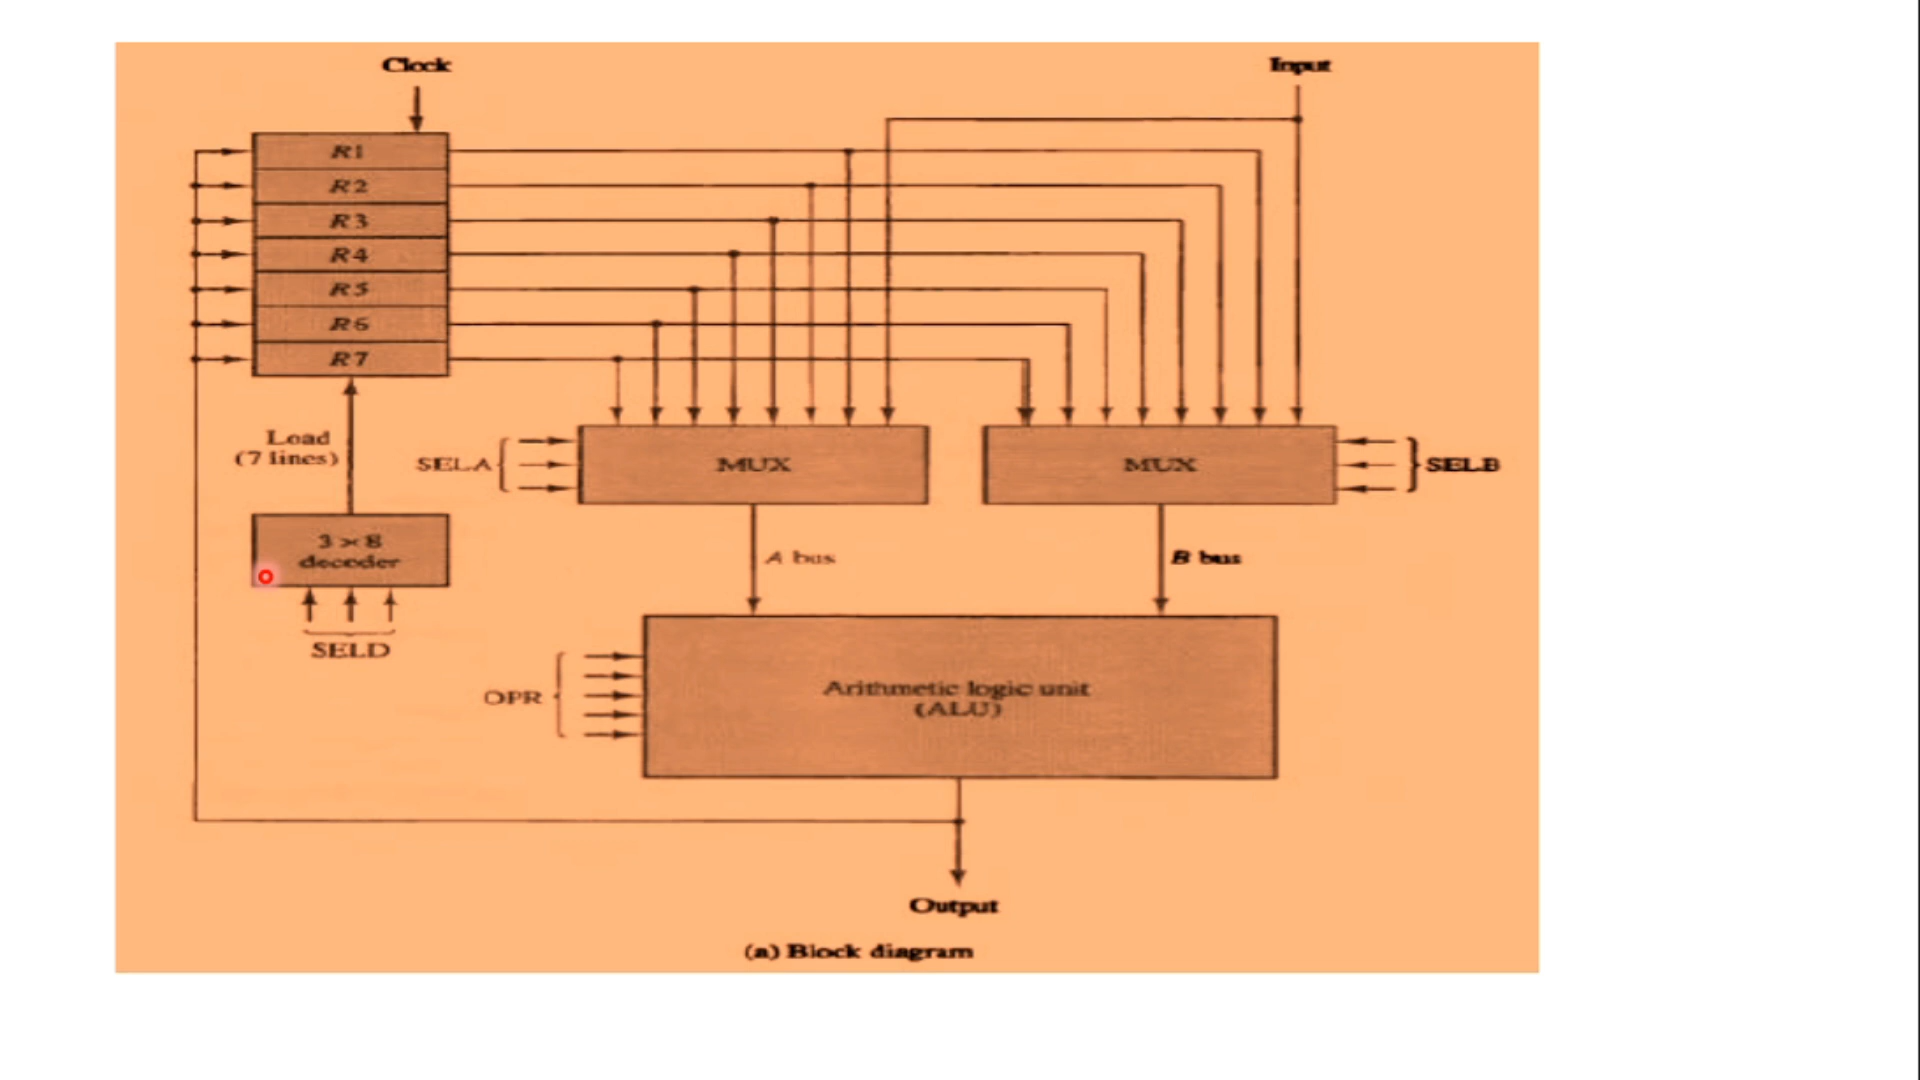 Clock
Input
R1
R2
R3
R4
R5
R6
R7
Load
(7 lines)
SELA
MUX
MUX
SELB
3 × 8
decoder
A bus
B bus
SELD
OPR
Arithmetic logic unit
(ALU)
Output
(a) Block diagram